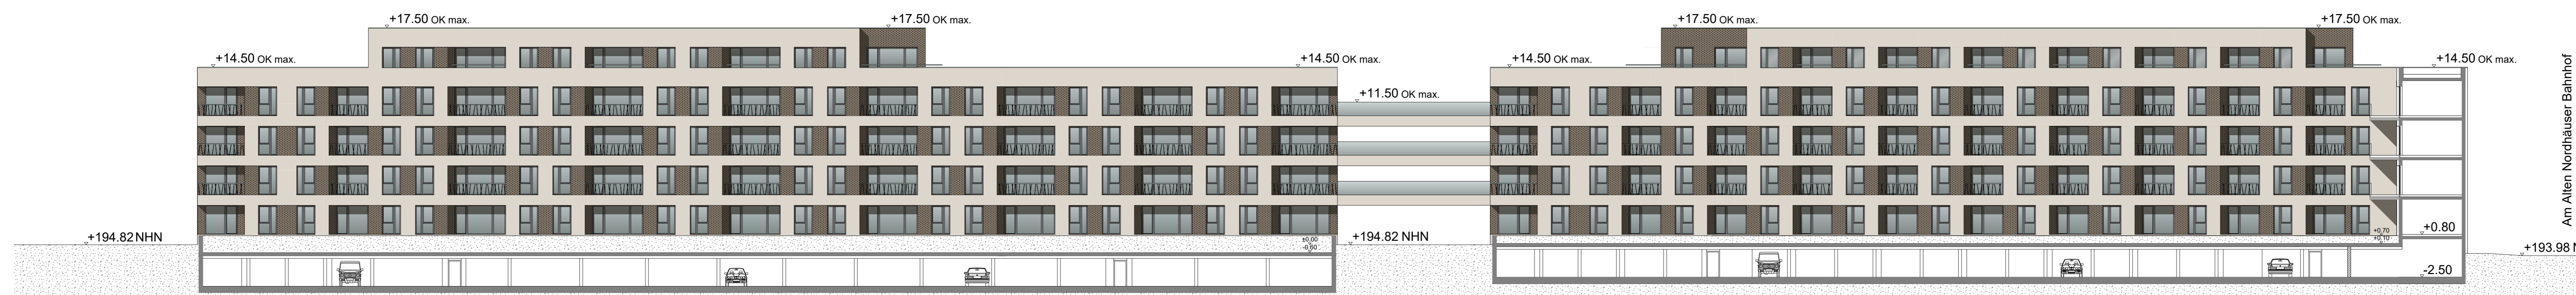 +17.50 OK max.
+17.50 OK max.
+17.50 OK max.
+17.50 OK max.
+14.50 OK max.
+14.50 OK max.
+14.50 OK max.
+14.50 OK max.
+11.50 OK max.
+194.82 NHN
±0.00
-0.60
+194.82 NHN
+0.70
+0.10
+0.80
-2.50
+193.98 N
Am Alten Nordhäuser Bahnhof